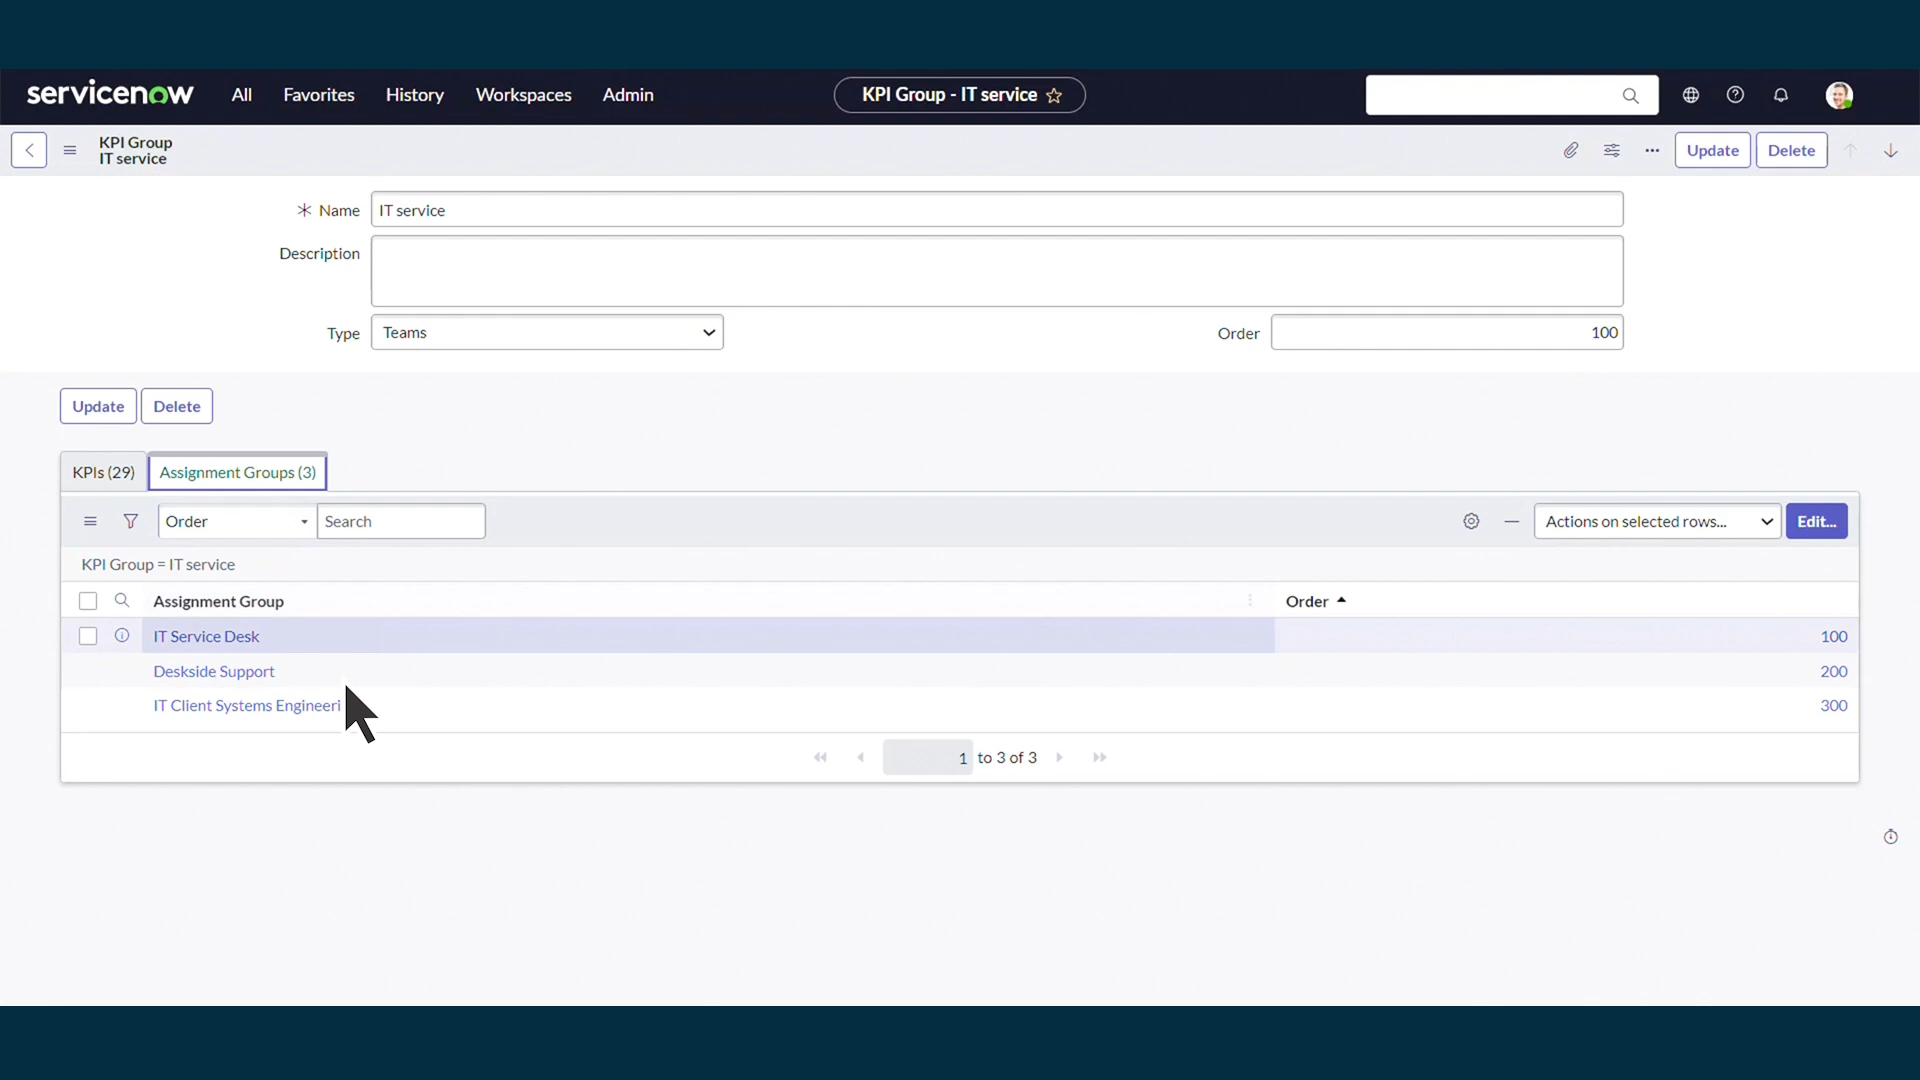 servicenow All Favorites History Workspaces Admin KPI Group - IT service
KPI Group
IT service
Update Delete
Name IT service
Description
Type Teams Order 100
Update Delete
KPIs (29) Assignment Groups (3)
Order Search Actions on selected rows... Edit...
KPI Group = IT service
Assignment Group Order
IT Service Desk 100
Deskside Support 200
IT Client Systems Engineeri 300
1 to 3 of 3